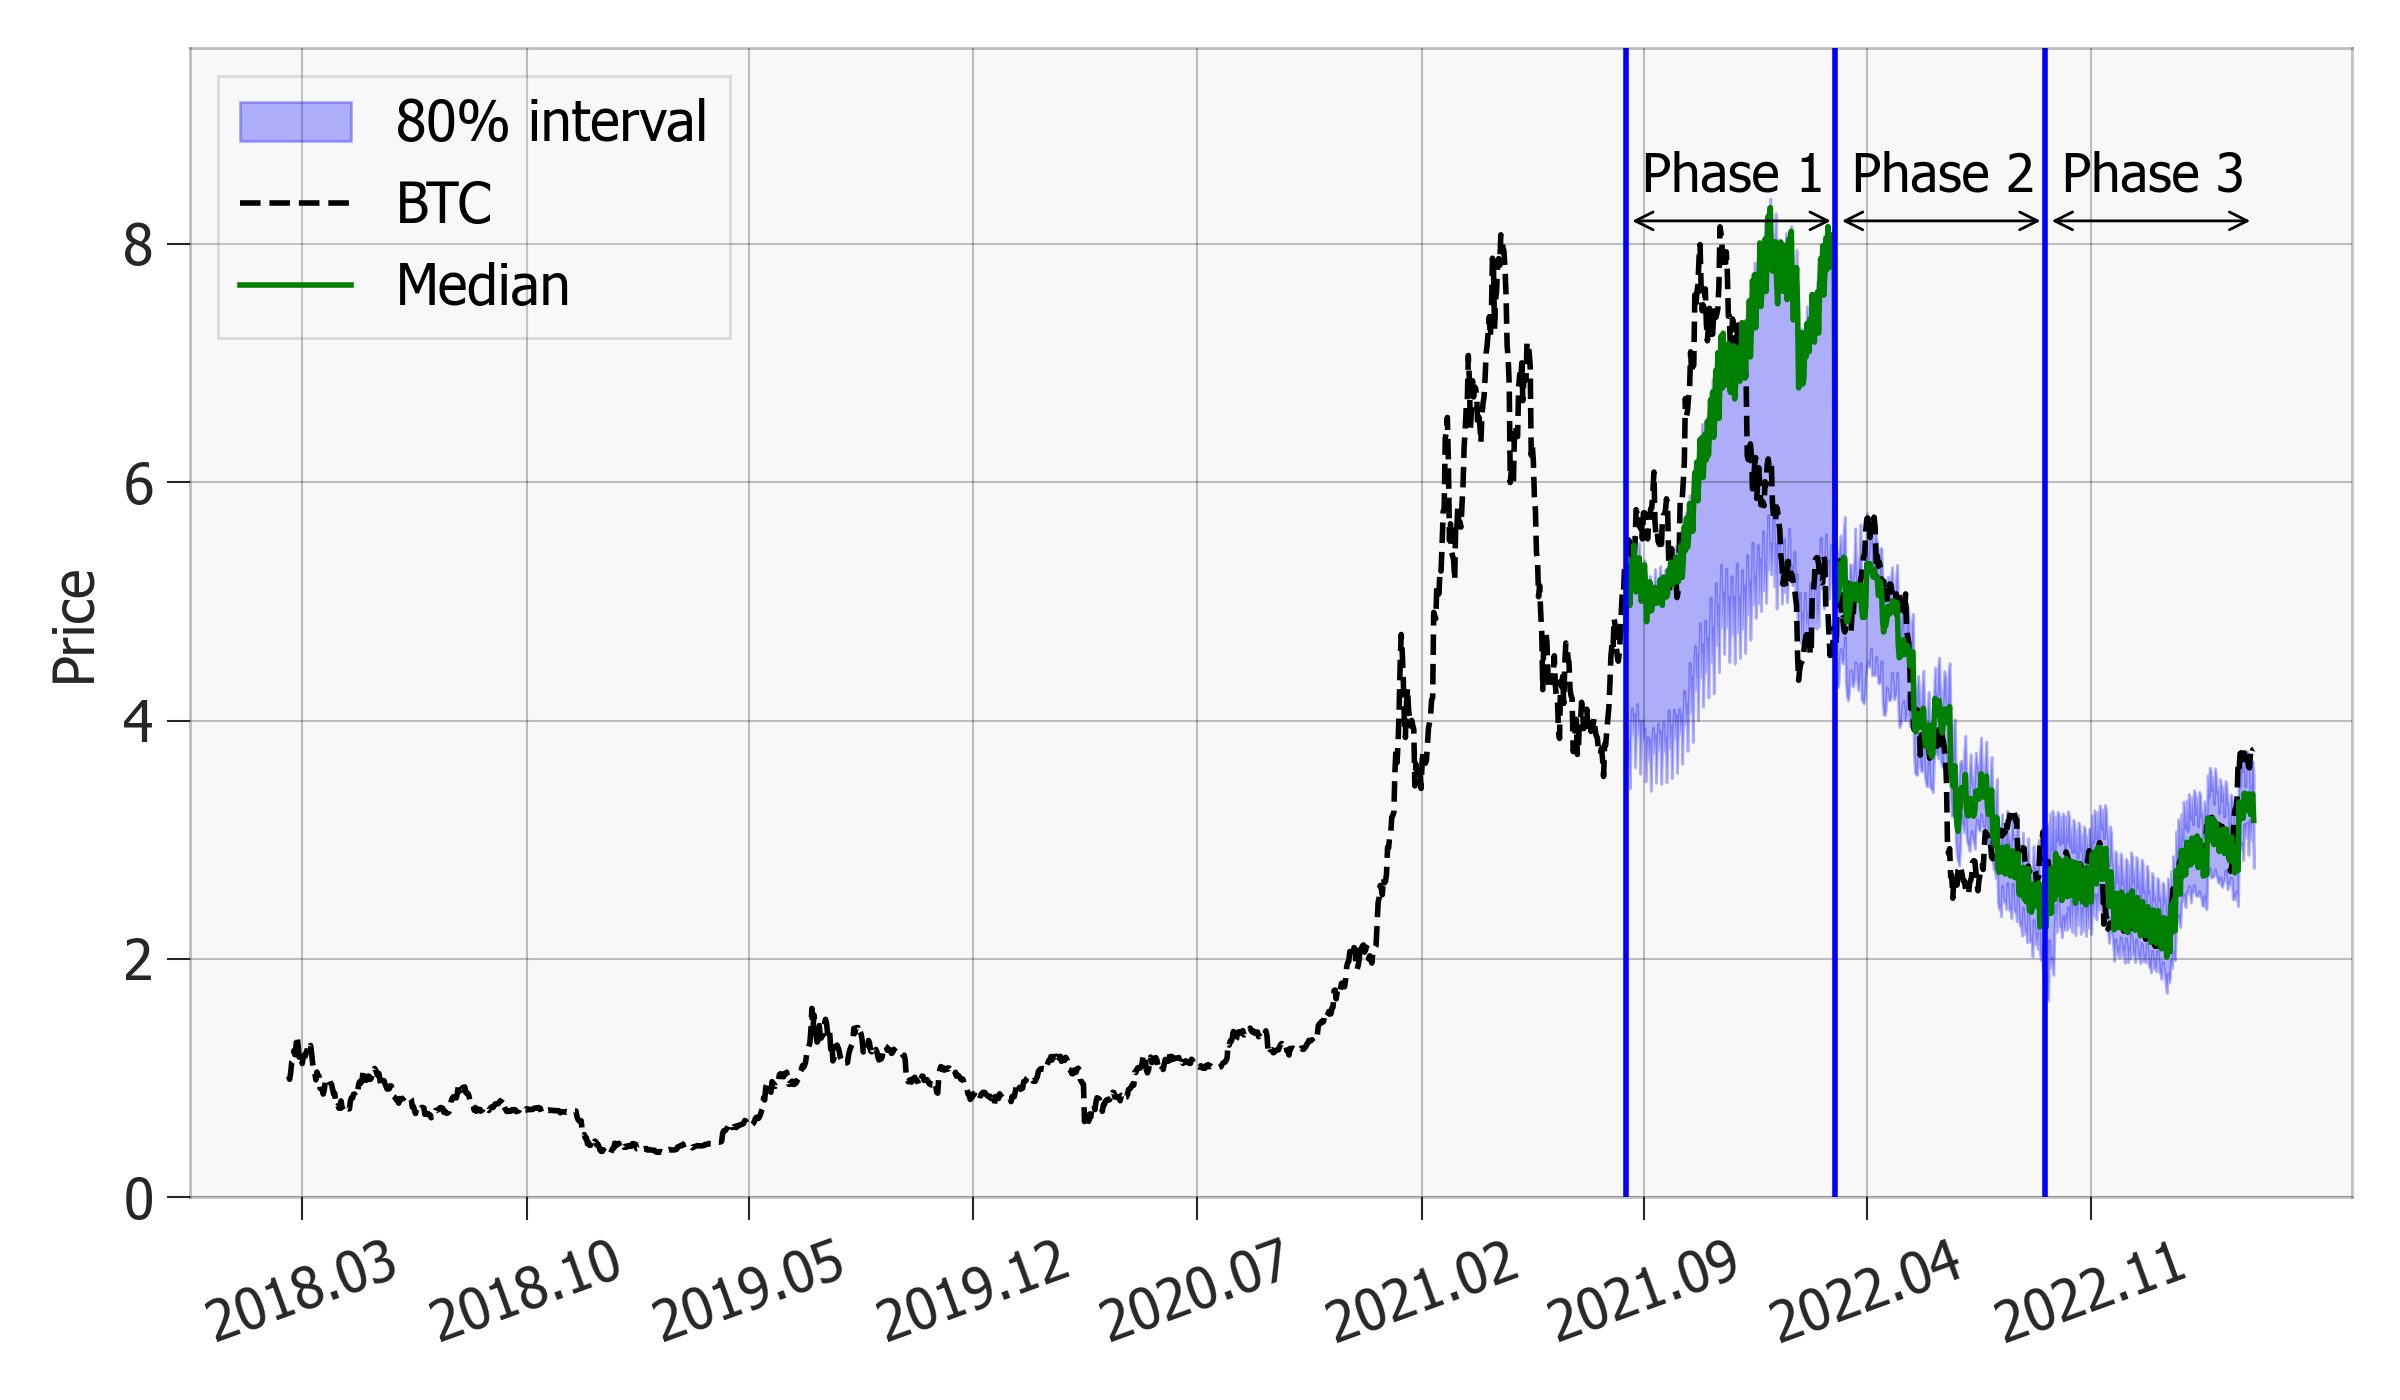 80% interval
BTC
Median
Phase 1
Phase 2
Phase 3
Price
8
6
4
2
0
2018.03
2018.10
2019.05
2019.12
2020.07
2021.02
2021.09
2022.04
2022.11